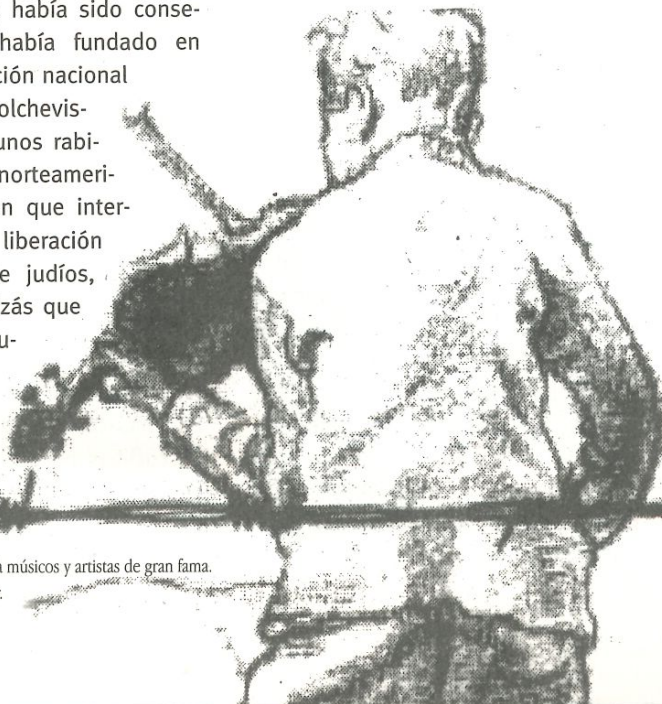 había sido conse-
había fundado en
ción nacional
olchevis-
unos rabi-
norteameri-
n que inter-
liberación
e judíos,
zás que
u-
a músicos y artistas de gran fama.